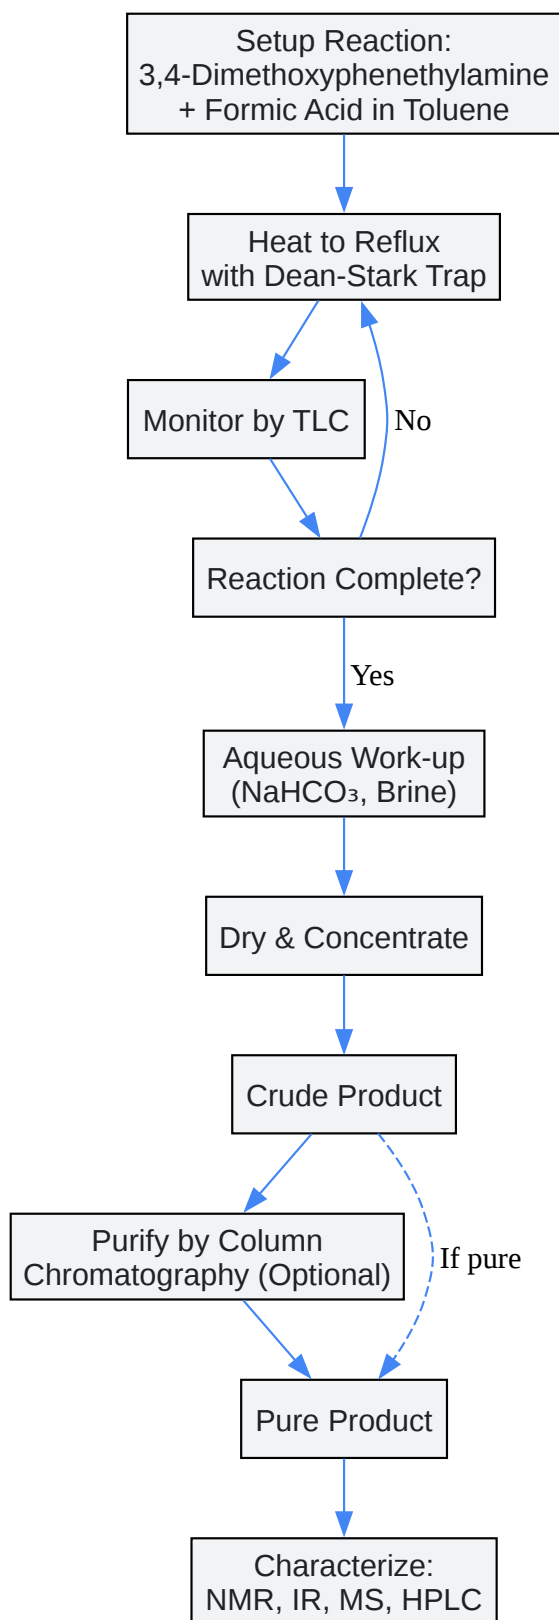 Setup Reaction:
3,4-Dimethoxyphenethylamine
+ Formic Acid in Toluene
Heat to Reflux
with Dean-Stark Trap
Monitor by TLC
No
Reaction Complete?
Yes
Aqueous Work-up
(NaHCO₃, Brine)
Dry & Concentrate
Crude Product
Purify by Column
Chromatography (Optional)
If pure
Pure Product
Characterize:
NMR, IR, MS, HPLC